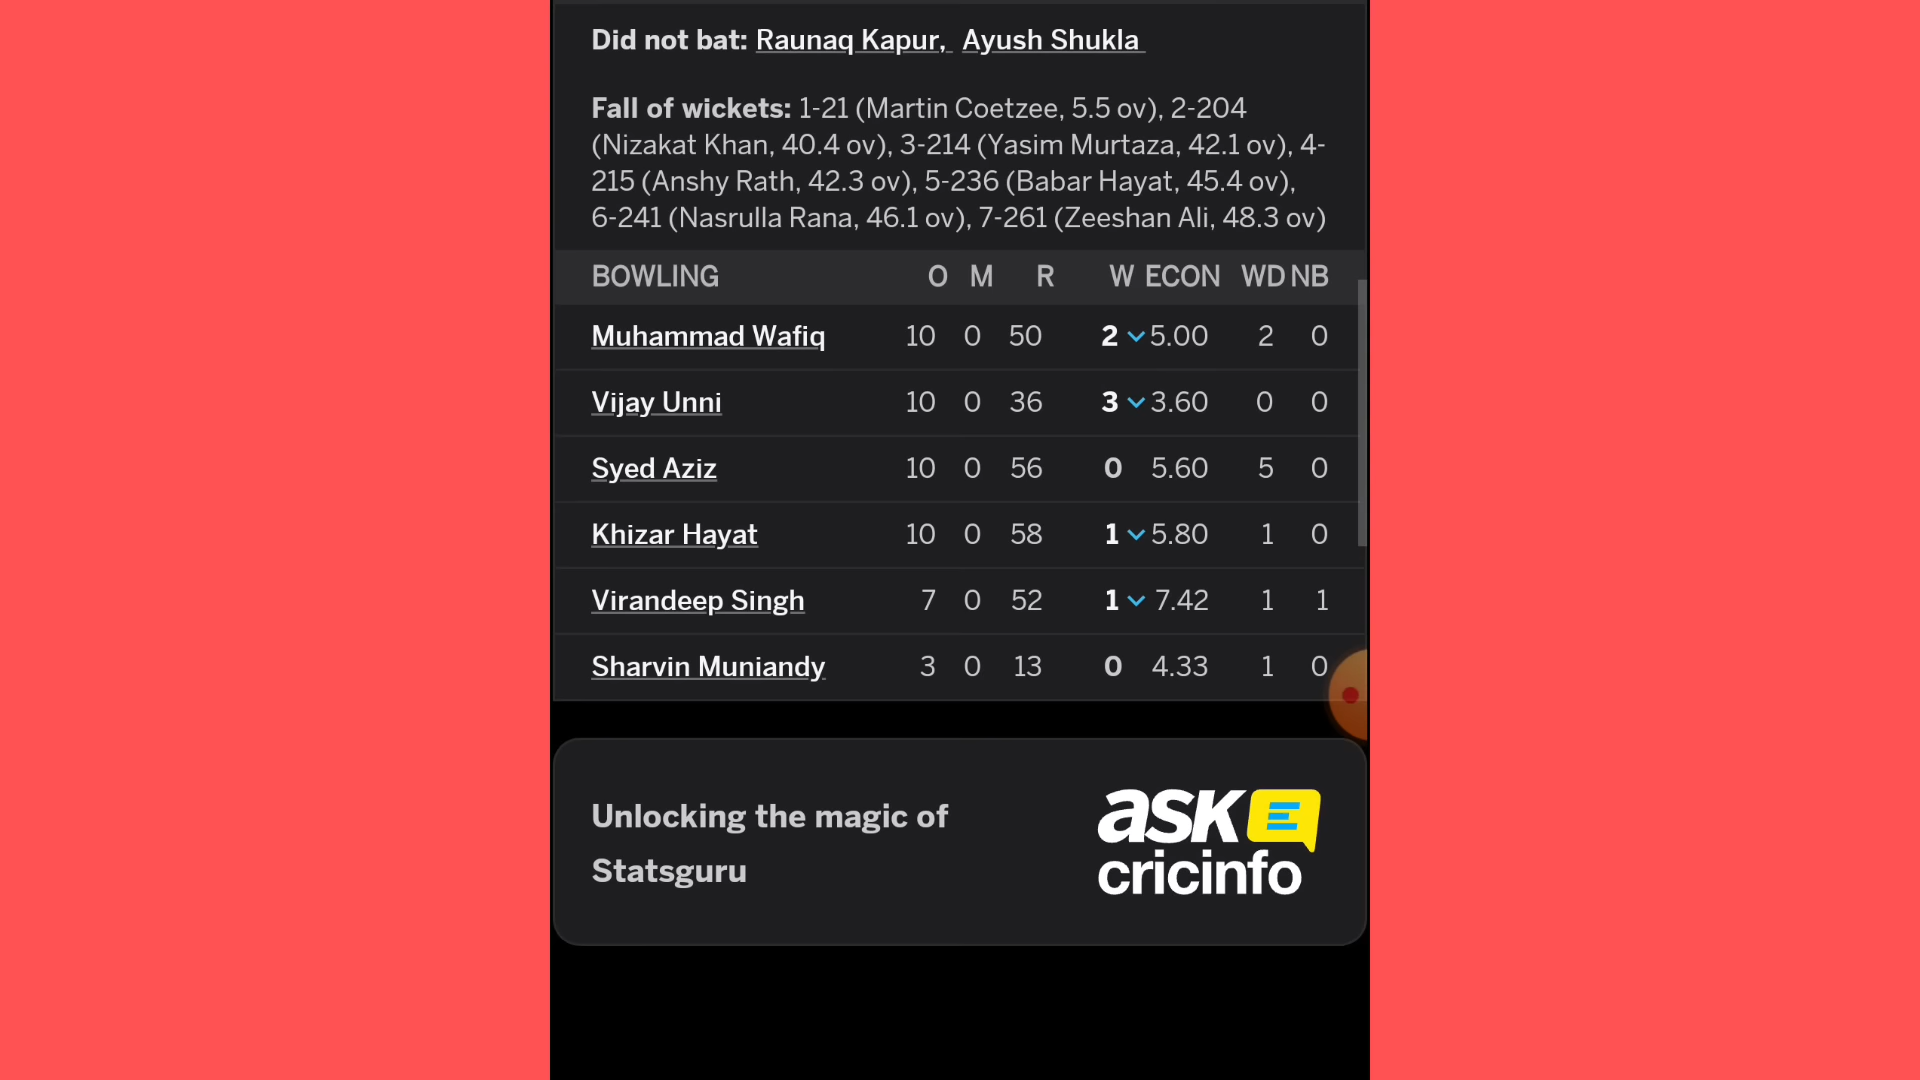 Did not bat: Raunaq Kapur, Ayush Shukla
Fall of wickets: 1-21 (Martin Coetzee, 5.5 ov), 2-204
(Nizakat Khan, 40.4 ov), 3-214 (Yasim Murtaza, 42.1 ov), 4-
215 (Anshy Rath, 42.3 ov), 5-236 (Babar Hayat, 45.4 ov),
6-241 (Nasrulla Rana, 46.1 ov), 7-261 (Zeeshan Ali, 48.3 ov)
BOWLING O M R W ECON WD NB
Muhammad Wafiq 10 0 50 2 5.00 2 0
Vijay Unni 10 0 36 3 3.60 0 0
Syed Aziz 10 0 56 0 5.60 5 0
Khizar Hayat 10 0 58 1 5.80 1 0
Virandeep Singh 7 0 52 1 7.42 1 1
Sharvin Muniandy 3 0 13 0 4.33 1 0
Unlocking the magic of
Statsguru
ASK
cricinfo